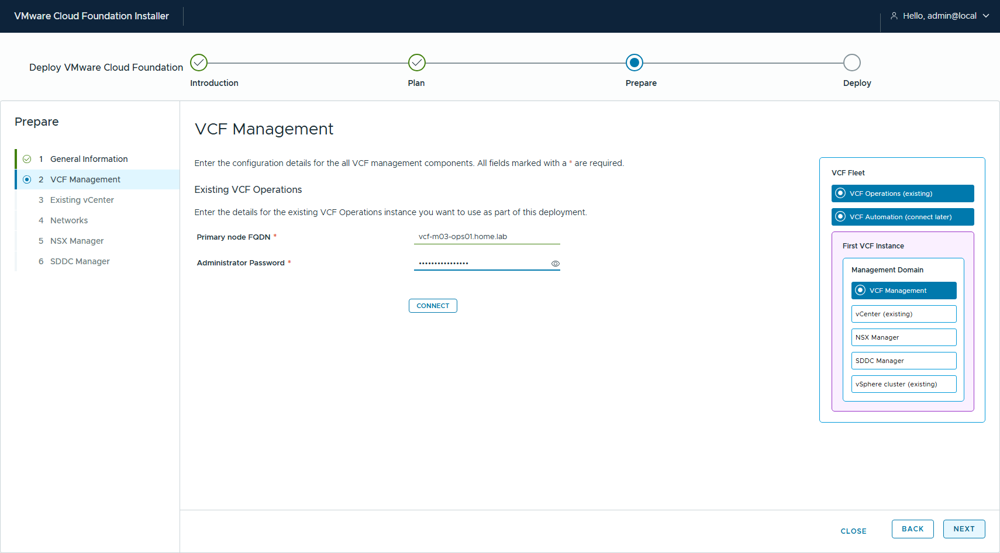 VMware Cloud Foundation Installer
Hello, admin@local
Deploy VMware Cloud Foundation
Introduction
Plan
Prepare
Deploy
Prepare
1 General Information
2 VCF Management
3 Existing vCenter
4 Networks
5 NSX Manager
6 SDDC Manager
VCF Management
Enter the configuration details for the all VCF management components. All fields marked with a * are required.
Existing VCF Operations
Enter the details for the existing VCF Operations instance you want to use as part of this deployment.
Primary node FQDN *
vcf-m03-ops01.home.lab
Administrator Password *
••••••••••••••••
CONNECT
VCF Fleet
VCF Operations (existing)
VCF Automation (connect later)
First VCF Instance
Management Domain
VCF Management
vCenter (existing)
NSX Manager
SDDC Manager
vSphere cluster (existing)
CLOSE
BACK
NEXT